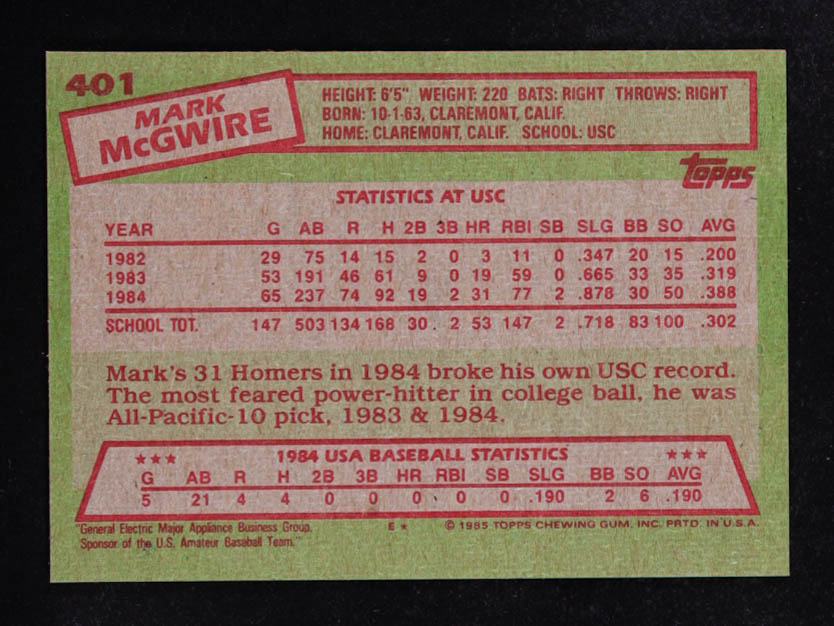 401
MARK
McGWIRE
HEIGHT: 6'5" WEIGHT: 220 BATS: RIGHT THROWS: RIGHT
BORN: 10-1-63, CLAREMONT, CALIF.
HOME: CLAREMONT, CALIF. SCHOOL: USC
topps
STATISTICS AT USC
YEAR G AB R H 2B 3B HR RBI SB SLG BB SO AVG
1982 29 75 14 15 2 0 3 11 0 .347 20 15 .200
1983 53 191 46 61 9 0 19 59 0 .665 33 35 .319
1984 65 237 74 92 19 2 31 77 2 .878 30 50 .388
SCHOOL TOT. 147 503 134 168 30 2 53 147 2 .718 83 100 .302
Mark's 31 Homers in 1984 broke his own USC record.
The most feared power-hitter in college ball, he was
All-Pacific-10 pick, 1983 & 1984.
★★★ 1984 USA BASEBALL STATISTICS ★★★
G AB R H 2B 3B HR RBI SB SLG BB SO AVG
5 21 4 4 0 0 0 0 0 .190 2 6 .190
"General Electric Major Appliance Business Group,
Sponsor of the U.S. Amateur Baseball Team."
E ★ © 1985 TOPPS CHEWING GUM, INC. PRTD. IN U.S.A.